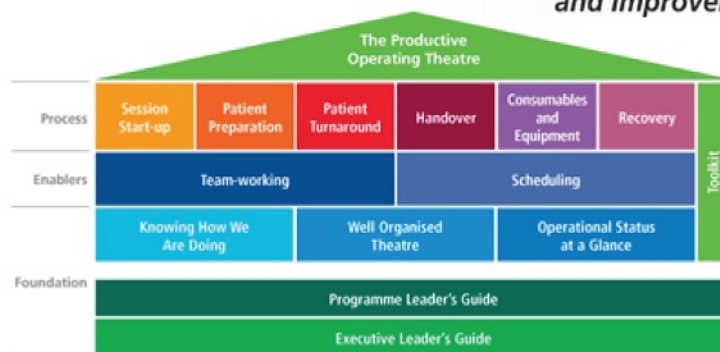 and improve
The Productive
Operating Theatre
Process
Session
Start-up
Patient
Preparation
Patient
Turnaround
Handover
Consumables
and
Equipment
Recovery
Toolkit
Enablers
Team-working
Scheduling
Knowing How We
Are Doing
Well Organised
Theatre
Operational Status
at a Glance
Foundation
Programme Leader's Guide
Executive Leader's Guide